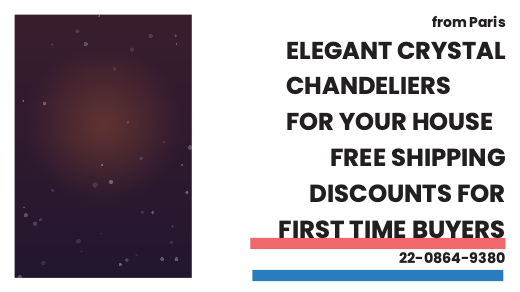 from Paris
ELEGANT CRYSTAL
CHANDELIERS
FOR YOUR HOUSE
FREE SHIPPING
DISCOUNTS FOR
FIRST TIME BUYERS
22-0864-9380